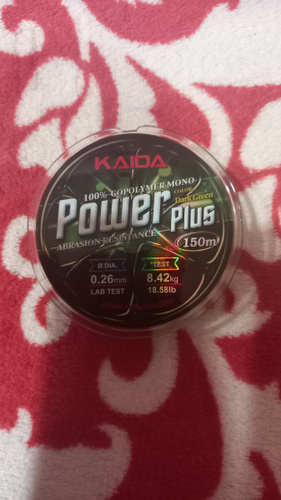 KAIDA
100% COPOLYMER MONO
COLOR
Dark Green
Power Plus
ABRASION RESISTANCE
150m
Ø DIA.
0.26mm
LAB TEST
*TEST.
8.42kg
18.58lb